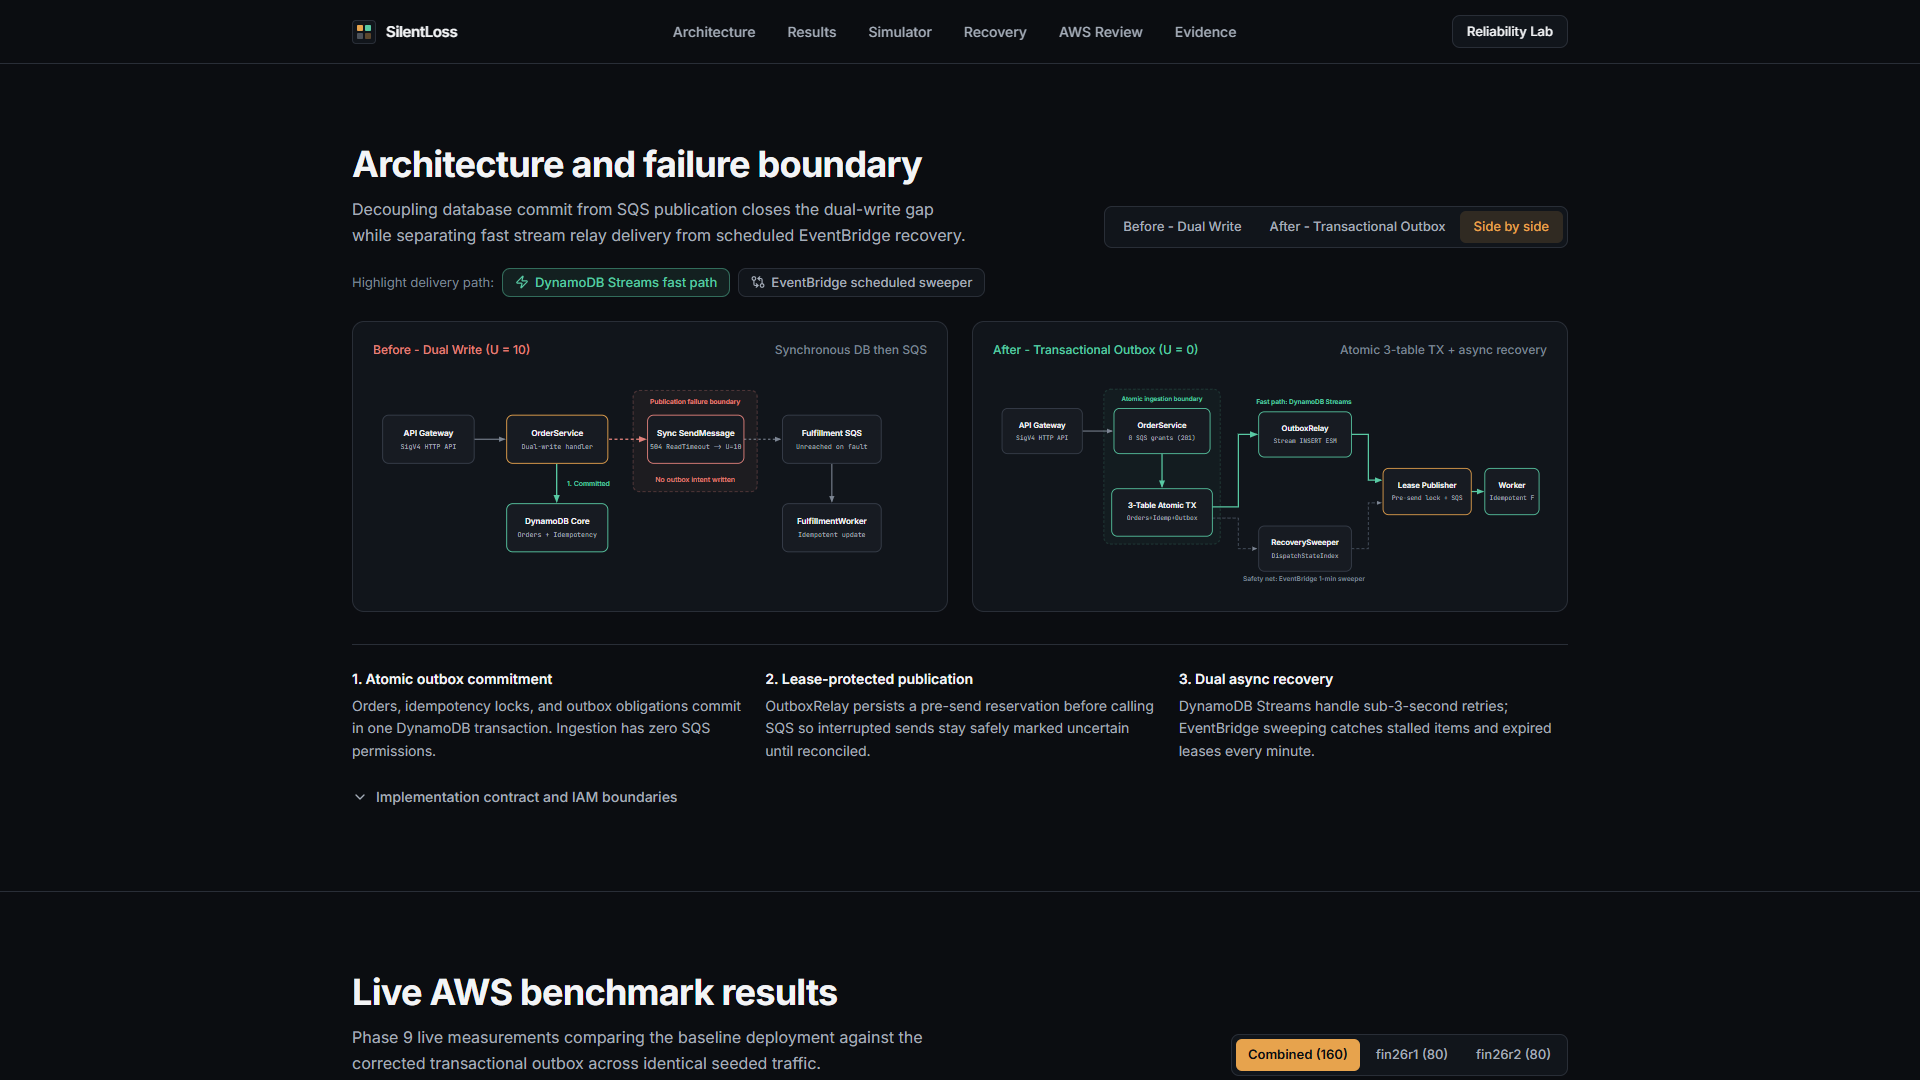 SilentLoss
Architecture
Results
Simulator
Recovery
AWS Review
Evidence
Reliability Lab
Architecture and failure boundary
Decoupling database commit from SQS publication closes the dual-write gap
while separating fast stream relay delivery from scheduled EventBridge recovery.
Before - Dual Write
After - Transactional Outbox
Side by side
Highlight delivery path:
DynamoDB Streams fast path
EventBridge scheduled sweeper
Before - Dual Write (U = 10)
Synchronous DB then SQS
Publication failure boundary
API Gateway
SigV4 HTTP API
OrderService
Dual-write handler
Sync SendMessage
504 ReadTimeout -> U=10
Fulfillment SQS
Unreached on fault
No outbox intent written
1. Committed
DynamoDB Core
Orders + Idempotency
FulfillmentWorker
Idempotent update
After - Transactional Outbox (U = 0)
Atomic 3-table TX + async recovery
Atomic ingestion boundary
Fast path: DynamoDB Streams
API Gateway
SigV4 HTTP API
OrderService
0 SQS grants (201)
OutboxRelay
Stream INSERT ESM
Lease Publisher
Pre-send lock + SQS
Worker
Idempotent F
3-Table Atomic TX
Orders+Idemp+Outbox
RecoverySweeper
DispatchStateIndex
Safety net: EventBridge 1-min sweeper
1. Atomic outbox commitment
Orders, idempotency locks, and outbox obligations commit
in one DynamoDB transaction. Ingestion has zero SQS
permissions.
2. Lease-protected publication
OutboxRelay persists a pre-send reservation before calling
SQS so interrupted sends stay safely marked uncertain
until reconciled.
3. Dual async recovery
DynamoDB Streams handle sub-3-second retries;
EventBridge sweeping catches stalled items and expired
leases every minute.
Implementation contract and IAM boundaries
Live AWS benchmark results
Phase 9 live measurements comparing the baseline deployment against the
corrected transactional outbox across identical seeded traffic.
Combined (160)
fin26r1 (80)
fin26r2 (80)